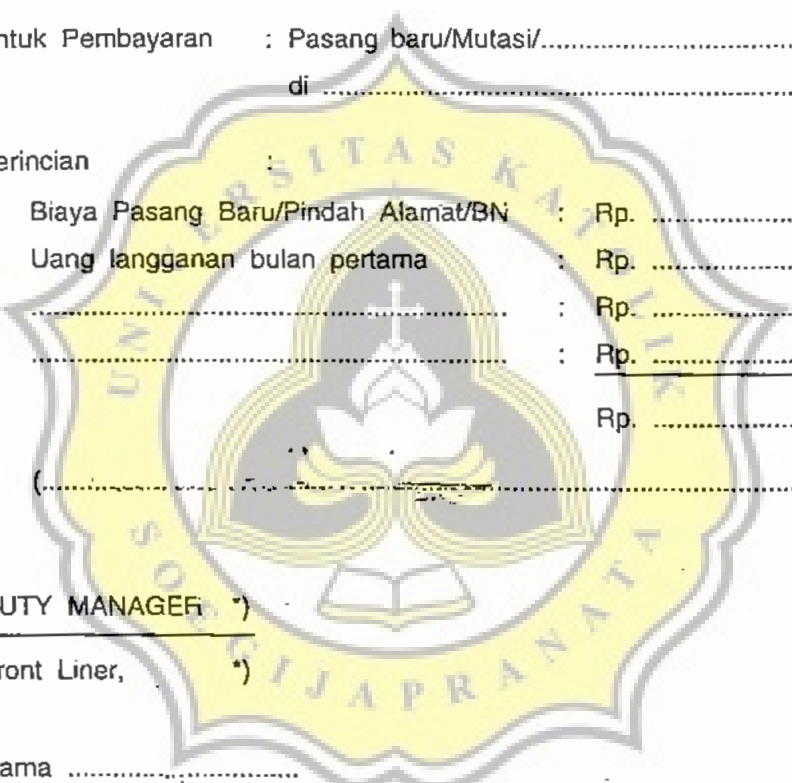 ntuk Pembayaran : Pasang baru/Mutasi/..............................
di ..............................
erincian :
Biaya Pasang Baru/Pindah Alamat/BN : Rp. ....................
Uang langganan bulan pertama : Rp. ....................
.................................................. : Rp. ....................
.................................................. : Rp. ....................
Rp. ....................
(............................................................
UTY MANAGER *)
ront Liner, *)
ama ..............................
UNIVERSITAS KATOLIK
SOEGIJAPRANATA